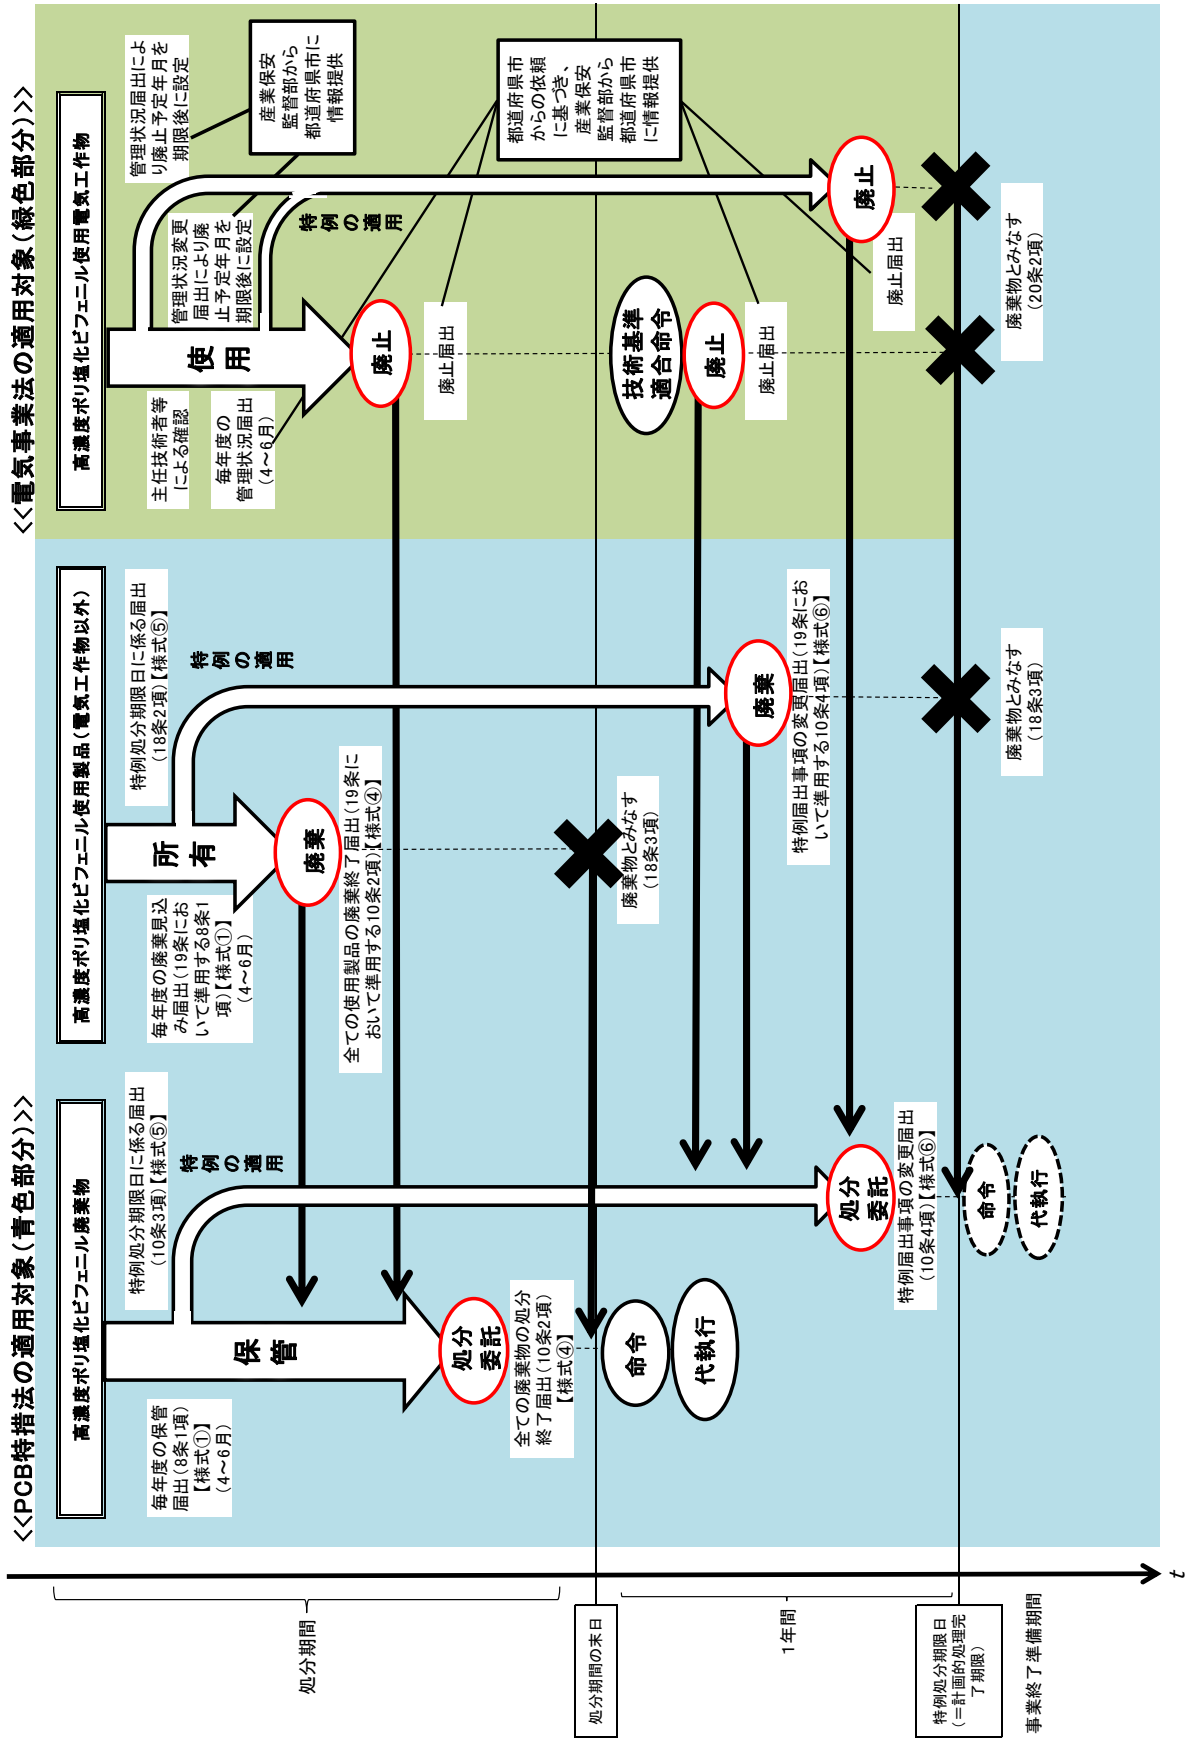 <<PCB特措法の適用対象(青色部分)>>
<<電気事業法の適用対象(緑色部分)>>
高濃度ポリ塩化ビフェニル廃棄物
高濃度ポリ塩化ビフェニル使用製品(電気工作物以外)
高濃度ポリ塩化ビフェニル使用電気工作物
毎年度の保管
届出(8条1項)
【様式①】
(4~6月)
保管
特例処分期限日に係る届出
(10条3項)【様式⑤】
特例の適用
処分
委託
全ての廃棄物の処分
終了届出(10条2項)
【様式④】
命令
代執行
処分
委託
特例届出事項の変更届出
(10条4項)【様式⑥】
命令
代執行
毎年度の廃棄見込
み届出(19条にお
いて準用する8条1
項)【様式①】
(4~6月)
所有
特例処分期限日に係る届出
(18条2項)【様式⑤】
特例の適用
廃棄
全ての使用製品の廃棄終了届出(19条に
おいて準用する10条2項)【様式④】
廃棄物とみなす
(18条3項)
廃棄
特例届出事項の変更届出(19条にお
いて準用する10条4項)【様式⑥】
廃棄物とみなす
(18条3項)
主任技術者等
による確認
毎年度の
管理状況届出
(4~6月)
使用
管理状況届出によ
り廃止予定年月を
期限後に設定
管理状況変更
届出により廃
止予定年月を
期限後に設定
産業保安
監督部から
都道府県市に
情報提供
特例の適用
廃止
廃止届出
都道府県市
からの依頼
に基づき、
産業保安
監督部から
都道府県市
に情報提供
技術基準
適合命令
廃止
廃止届出
廃止
廃止届出
廃棄物とみなす
(20条2項)
処分期間
処分期間の末日
1年間
特例処分期限日
(=計画的処理完
了期限)
事業終了準備期間
t